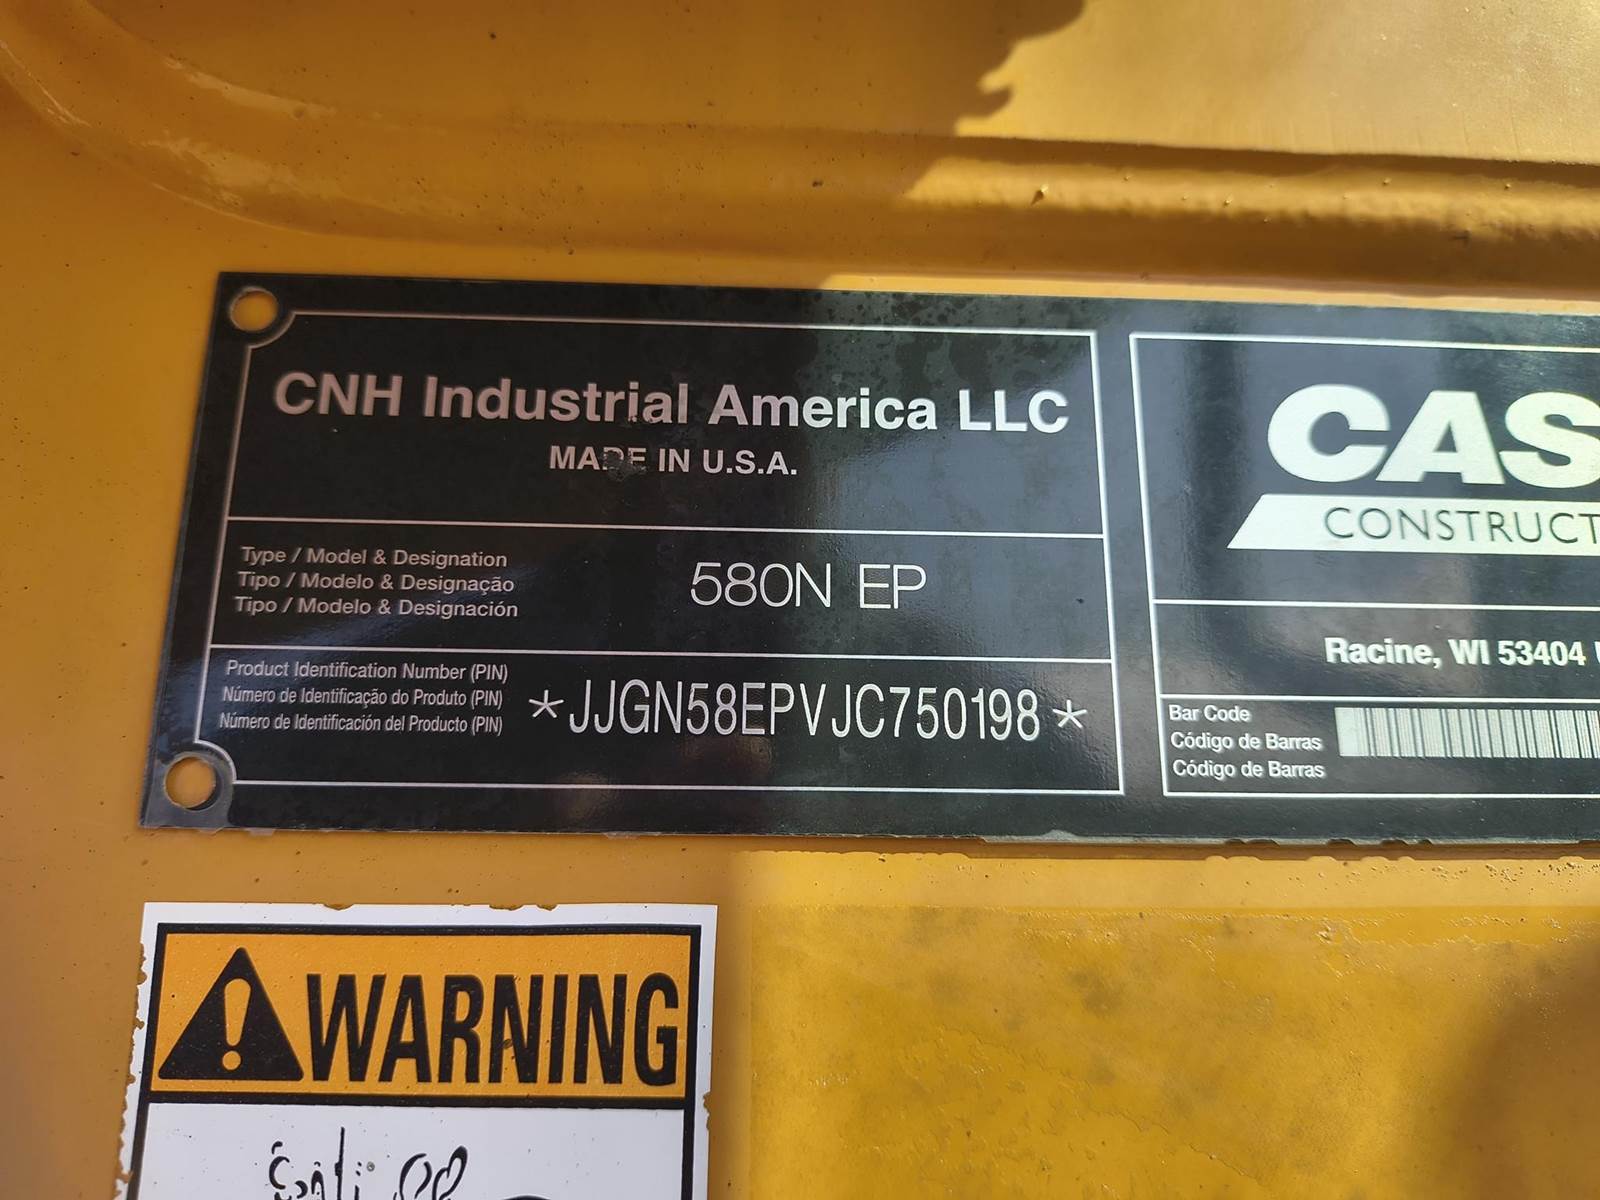 CNH Industrial America LLC
MADE IN U.S.A.
Type / Model & Designation
Tipo / Modelo & Designação
Tipo / Modelo & Designación
580N EP
Product Identification Number (PIN)
Número de Identificação do Produto (PIN)
Número de Identificación del Producto (PIN)
*JJGN58EPVJC750198*
CAS
CONSTRUCT
Racine, WI 53404
Bar Code
Código de Barras
Código de Barras
WARNING